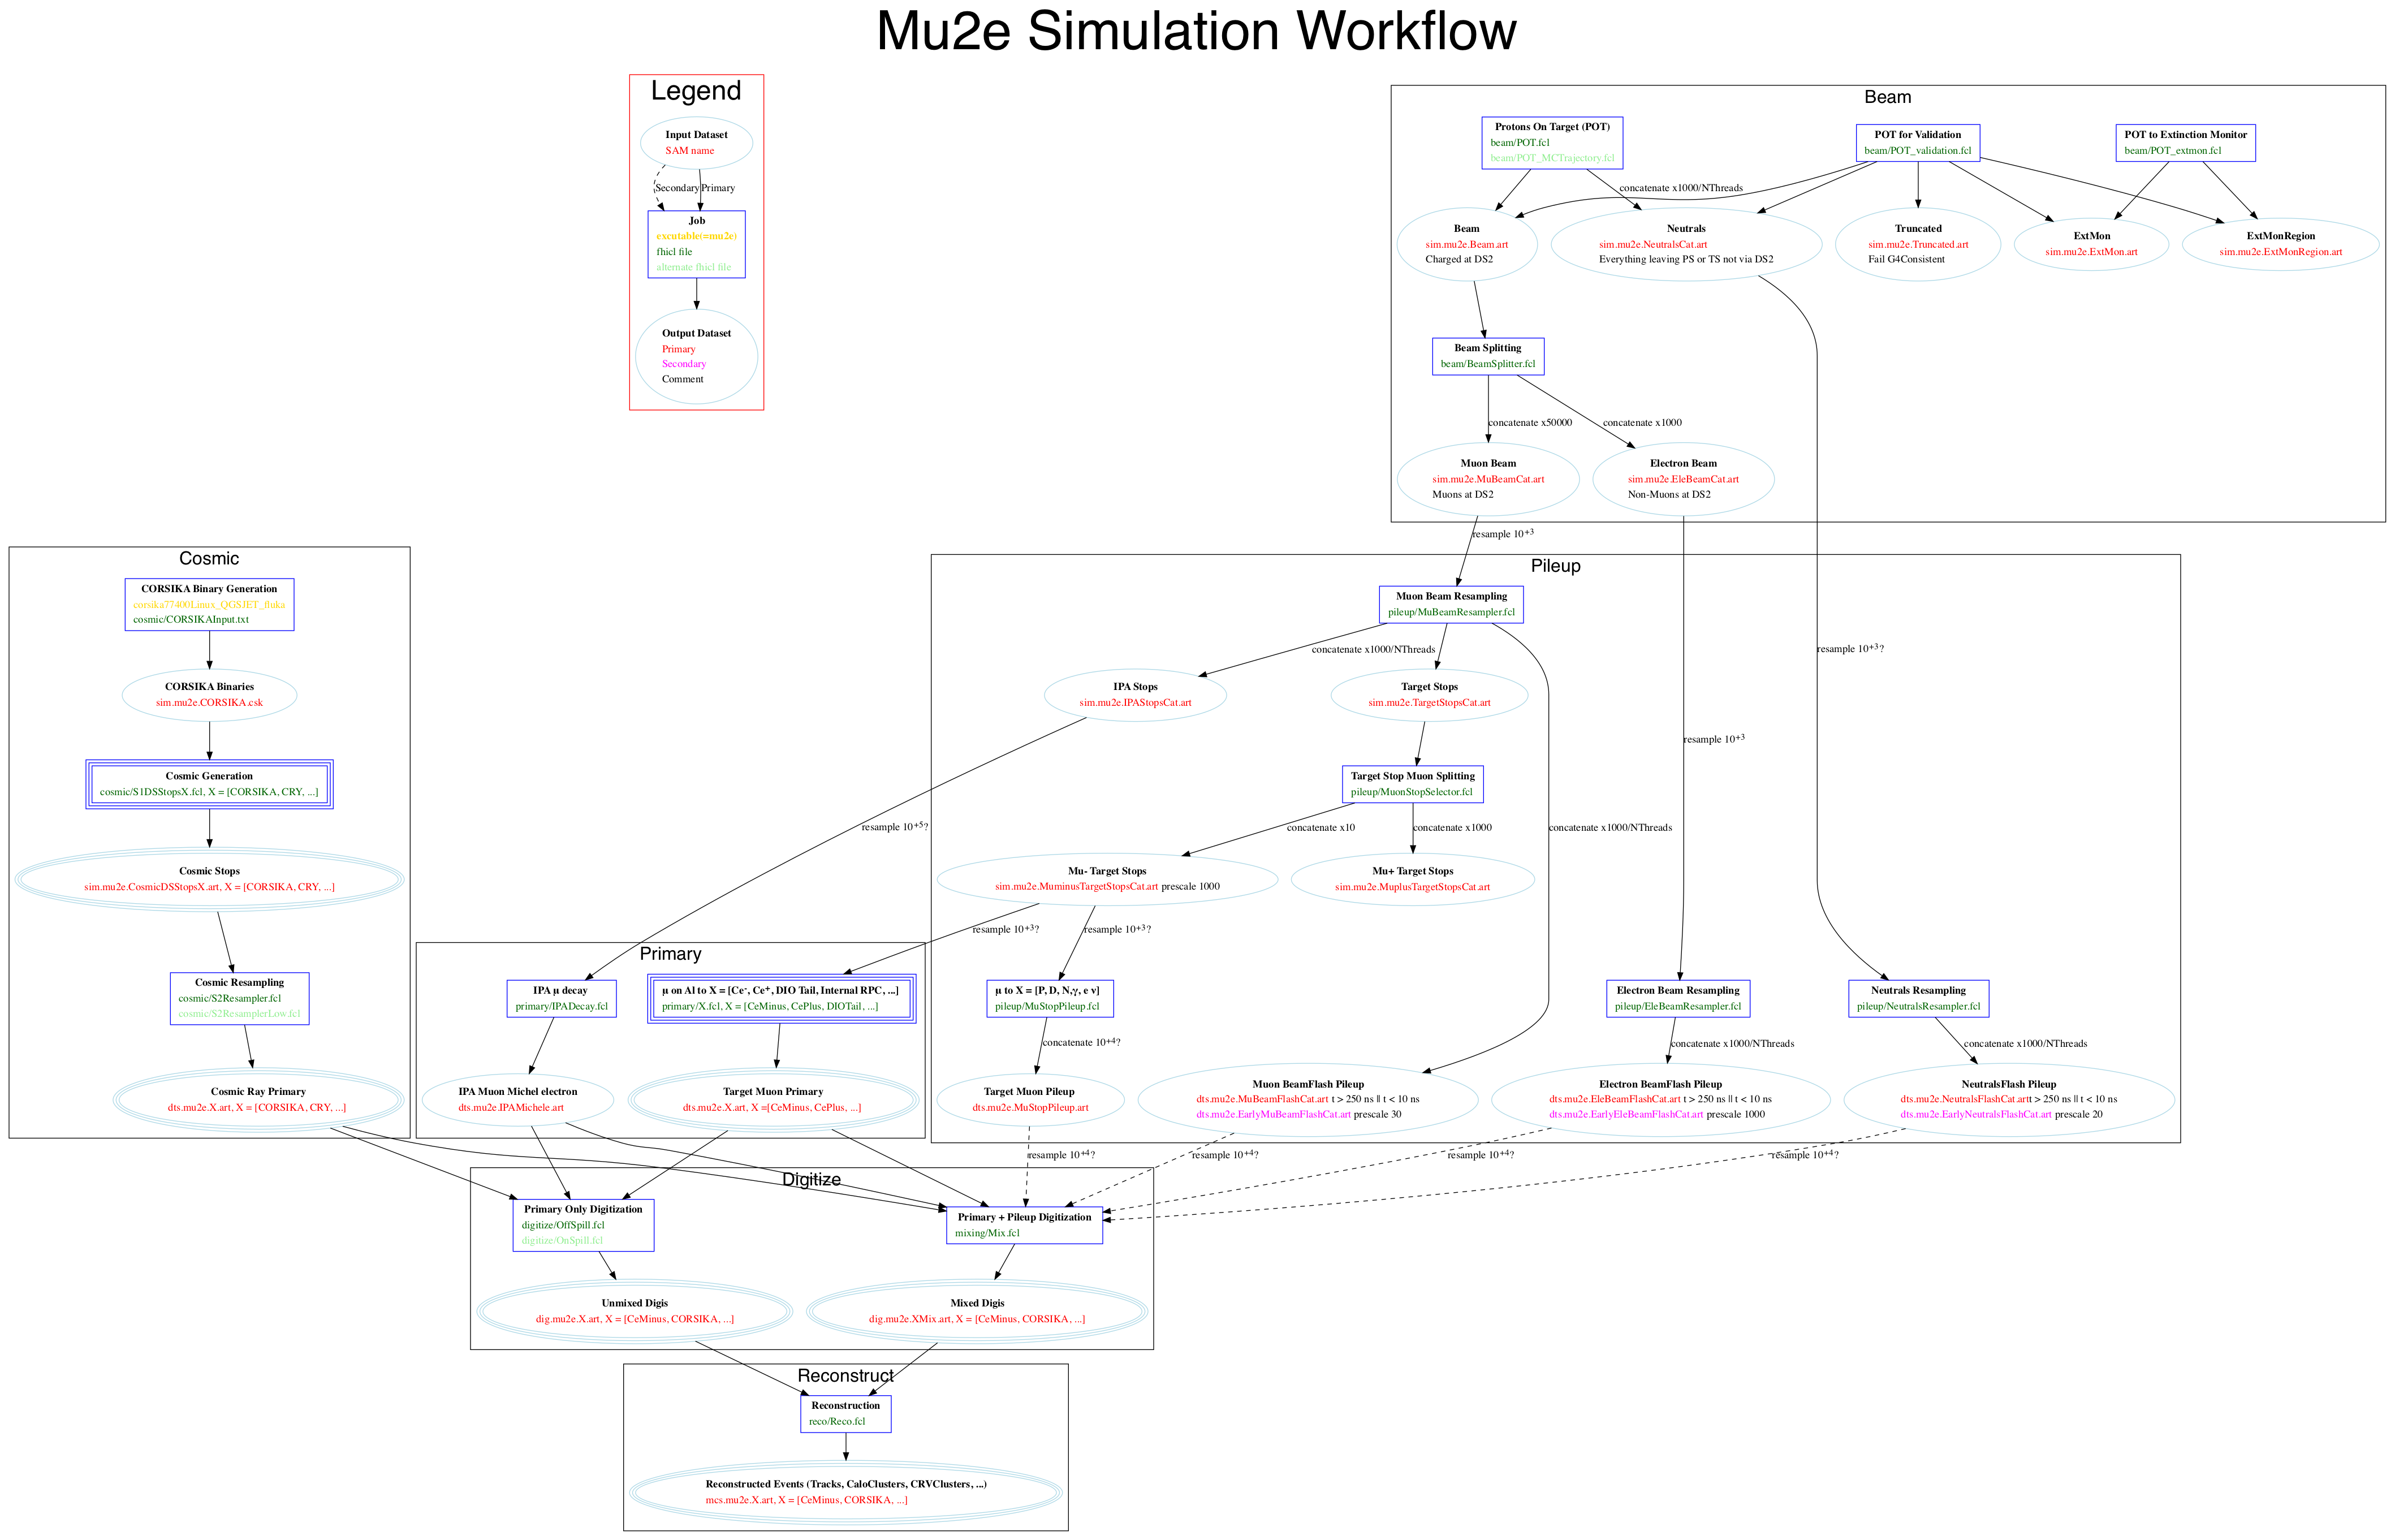 Mu2e Simulation Workflow
Legend
Input Dataset
SAM name
Secondary
Primary
Job
excutable(=mu2e)
fhicl file
alternate fhicl file
Output Dataset
Primary
Secondary
Comment
Beam
Protons On Target (POT)
beam/POT.fcl
beam/POT_MCTrajectory.fcl
POT for Validation
beam/POT_validation.fcl
POT to Extinction Monitor
beam/POT_extmon.fcl
concatenate x1000/NThreads
Beam
sim.mu2e.Beam.art
Charged at DS2
Neutrals
sim.mu2e.NeutralsCat.art
Everything leaving PS or TS not via DS2
Truncated
sim.mu2e.Truncated.art
Fail G4Consistent
ExtMon
sim.mu2e.ExtMon.art
ExtMonRegion
sim.mu2e.ExtMonRegion.art
Beam Splitting
beam/BeamSplitter.fcl
concatenate x50000
concatenate x1000
Muon Beam
sim.mu2e.MuBeamCat.art
Muons at DS2
Electron Beam
sim.mu2e.EleBeamCat.art
Non-Muons at DS2
resample 10+3
Cosmic
CORSIKA Binary Generation
corsika77400Linux_QGSJET_fluka
cosmic/CORSIKAInput.txt
CORSIKA Binaries
sim.mu2e.CORSIKA.csk
Cosmic Generation
cosmic/S1DSStopsX.fcl, X = [CORSIKA, CRY, ...]
Cosmic Stops
sim.mu2e.CosmicDSStopsX.art, X = [CORSIKA, CRY, ...]
Cosmic Resampling
cosmic/S2Resampler.fcl
cosmic/S2ResamplerLow.fcl
Cosmic Ray Primary
dts.mu2e.X.art, X = [CORSIKA, CRY, ...]
Pileup
Muon Beam Resampling
pileup/MuBeamResampler.fcl
concatenate x1000/NThreads
resample 10+3?
IPA Stops
sim.mu2e.IPAStopsCat.art
Target Stops
sim.mu2e.TargetStopsCat.art
resample 10+3
Target Stop Muon Splitting
pileup/MuonStopSelector.fcl
resample 10+5?
concatenate x10
concatenate x1000
concatenate x1000/NThreads
Mu- Target Stops
sim.mu2e.MuminusTargetStopsCat.art prescale 1000
Mu+ Target Stops
sim.mu2e.MuplusTargetStopsCat.art
resample 10+3?
resample 10+3?
Primary
IPA μ decay
primary/IPADecay.fcl
μ on Al to X = [Ce-, Ce+, DIO Tail, Internal RPC, ...]
primary/X.fcl, X = [CeMinus, CePlus, DIOTail, ...]
μ to X = [P, D, N,γ, e ν]
pileup/MuStopPileup.fcl
Electron Beam Resampling
pileup/EleBeamResampler.fcl
Neutrals Resampling
pileup/NeutralsResampler.fcl
concatenate 10+4?
concatenate x1000/NThreads
concatenate x1000/NThreads
IPA Muon Michel electron
dts.mu2e.IPAMichele.art
Target Muon Primary
dts.mu2e.X.art, X =[CeMinus, CePlus, ...]
Target Muon Pileup
dts.mu2e.MuStopPileup.art
Muon BeamFlash Pileup
dts.mu2e.MuBeamFlashCat.art t > 250 ns || t < 10 ns
dts.mu2e.EarlyMuBeamFlashCat.art prescale 30
Electron BeamFlash Pileup
dts.mu2e.EleBeamFlashCat.art t > 250 ns || t < 10 ns
dts.mu2e.EarlyEleBeamFlashCat.art prescale 1000
NeutralsFlash Pileup
dts.mu2e.NeutralsFlashCat.artt > 250 ns || t < 10 ns
dts.mu2e.EarlyNeutralsFlashCat.art prescale 20
resample 10+4?
resample 10+4?
resample 10+4?
resample 10+4?
Digitize
Primary Only Digitization
digitize/OffSpill.fcl
digitize/OnSpill.fcl
Primary + Pileup Digitization
mixing/Mix.fcl
Unmixed Digis
dig.mu2e.X.art, X = [CeMinus, CORSIKA, ...]
Mixed Digis
dig.mu2e.XMix.art, X = [CeMinus, CORSIKA, ...]
Reconstruct
Reconstruction
reco/Reco.fcl
Reconstructed Events (Tracks, CaloClusters, CRVClusters, ...)
mcs.mu2e.X.art, X = [CeMinus, CORSIKA, ...]